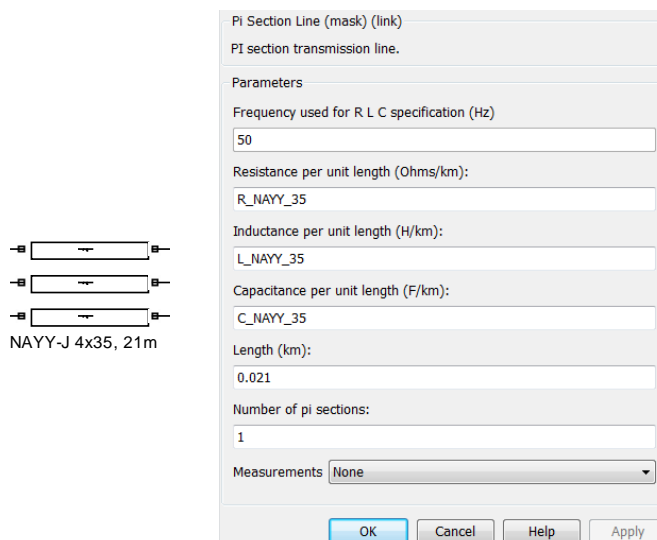 NAYY-J 4x35, 21m
Pi Section Line (mask) (link)
PI section transmission line.
Parameters
Frequency used for R L C specification (Hz)
50
Resistance per unit length (Ohms/km):
R_NAYY_35
Inductance per unit length (H/km):
L_NAYY_35
Capacitance per unit length (F/km):
C_NAYY_35
Length (km):
0.021
Number of pi sections:
1
Measurements None
OK Cancel Help Apply